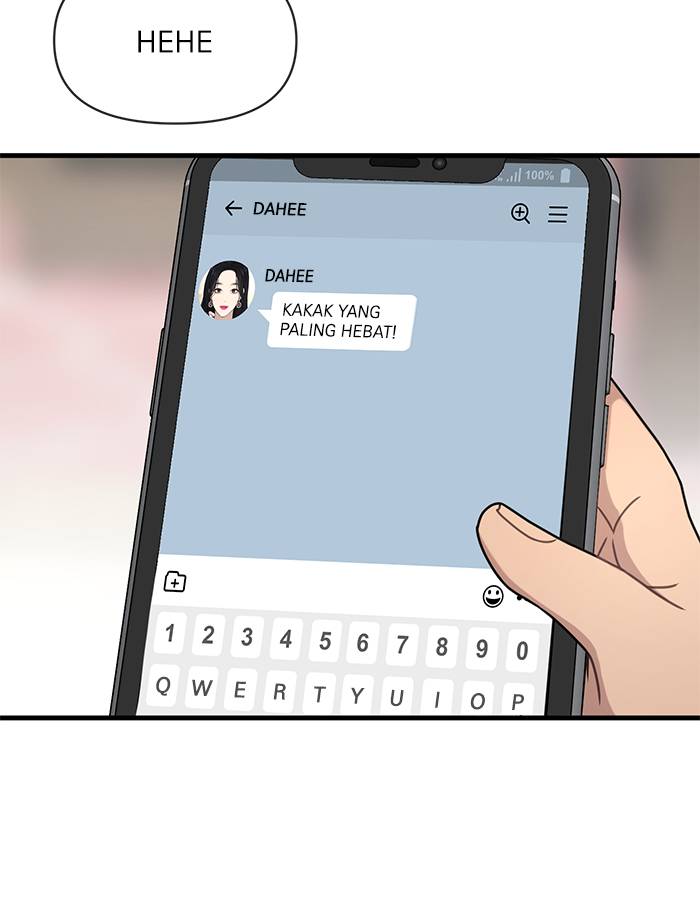 HEHE
100%
DAHEE
DAHEE
KAKAK YANG
PALING HEBAT!
1 2 3 4 5 6 7 8 9 0
Q W E R T Y U I O P